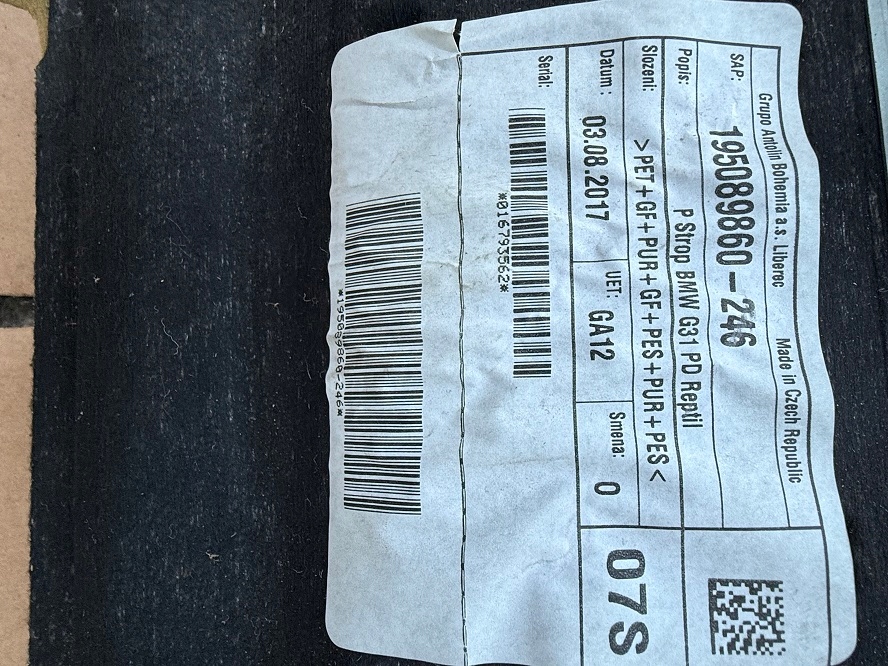 Grupo Antolin Bohemia a.s. Liberec Made in Czech Republic
SAP: 195089860-246
Popis: P Strop BMW G31 PD Reptil
Slozeni: >PET+GF+PUR+GF+PES+PUR+PES<
Datum: 03.08.2017 UET: GA12 Smena: 0 07S
Serial:
*016793562*
*195089860-246*